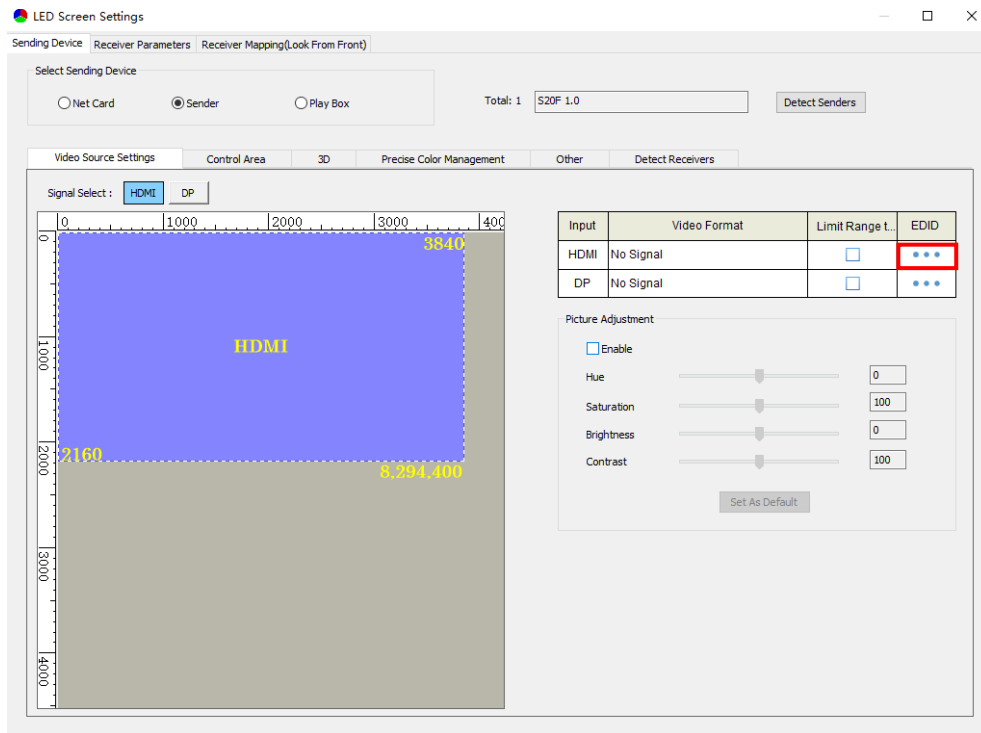 LED Screen Settings
Sending Device Receiver Parameters Receiver Mapping(Look From Front)
Select Sending Device
Net Card Sender Play Box Total: 1 S20F 1.0 Detect Senders
Video Source Settings Control Area 3D Precise Color Management Other Detect Receivers
Signal Select : HDMI DP
0 1000 2000 3000 400
0
1000
2000
3000
4000
3840
HDMI
2160
8,294,400
Input Video Format Limit Range t... EDID
HDMI No Signal
DP No Signal
Picture Adjustment
Enable
Hue 0
Saturation 100
Brightness 0
Contrast 100
Set As Default